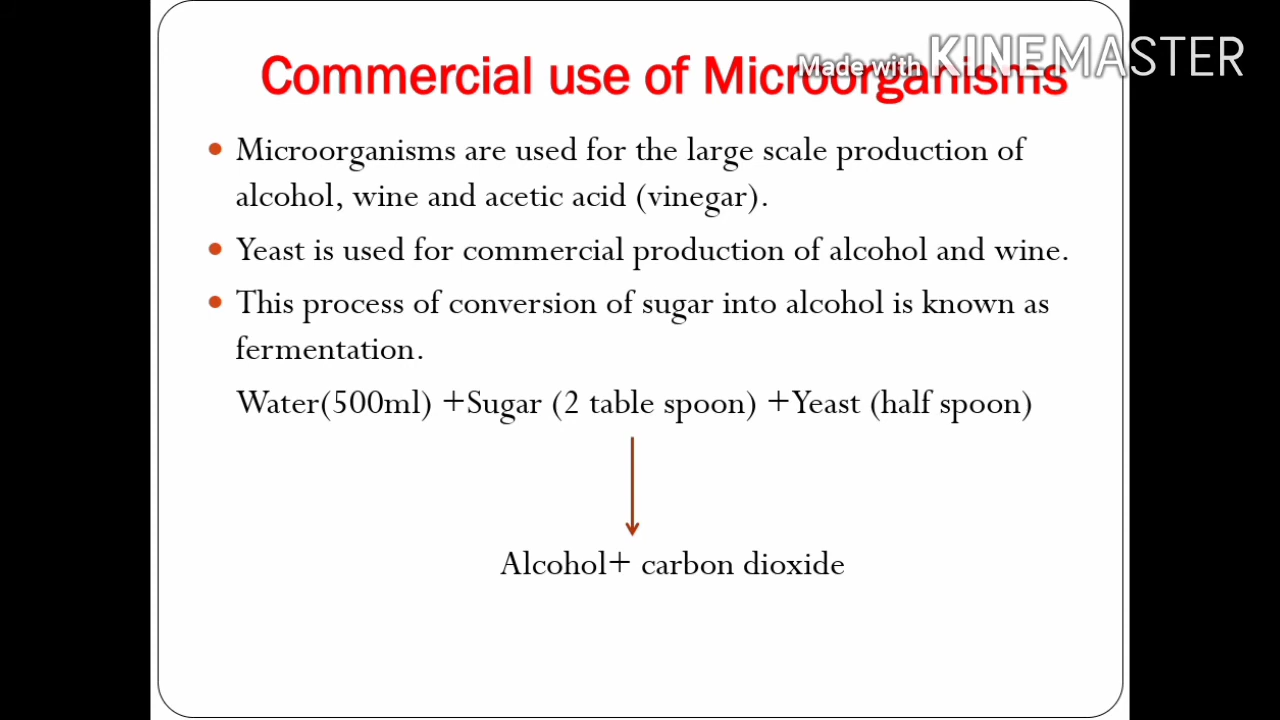 Made with KINEMASTER
Commercial use of Microorganisms
Microorganisms are used for the large scale production of
alcohol, wine and acetic acid (vinegar).
Yeast is used for commercial production of alcohol and wine.
This process of conversion of sugar into alcohol is known as
fermentation.
Water(500ml) +Sugar (2 table spoon) +Yeast (half spoon)
Alcohol+ carbon dioxide